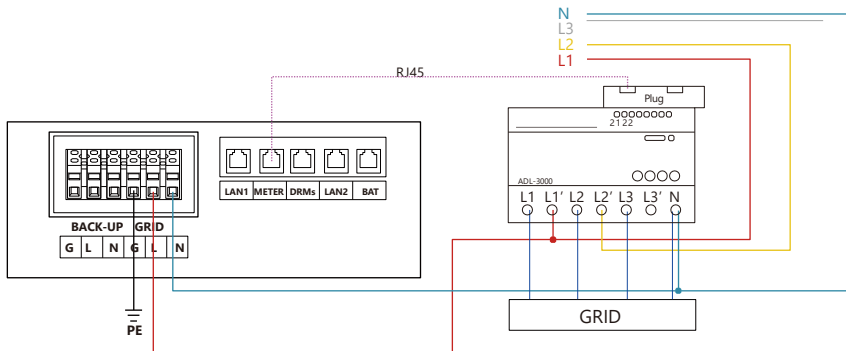 N
L3
L2
L1
RJ45
Plug
2122
ADL-3000
L1 L1′ L2 L2′ L3 L3′ N
LAN1 METER DRMs LAN2 BAT
BACK-UP GRID
G L N G L N
PE
GRID